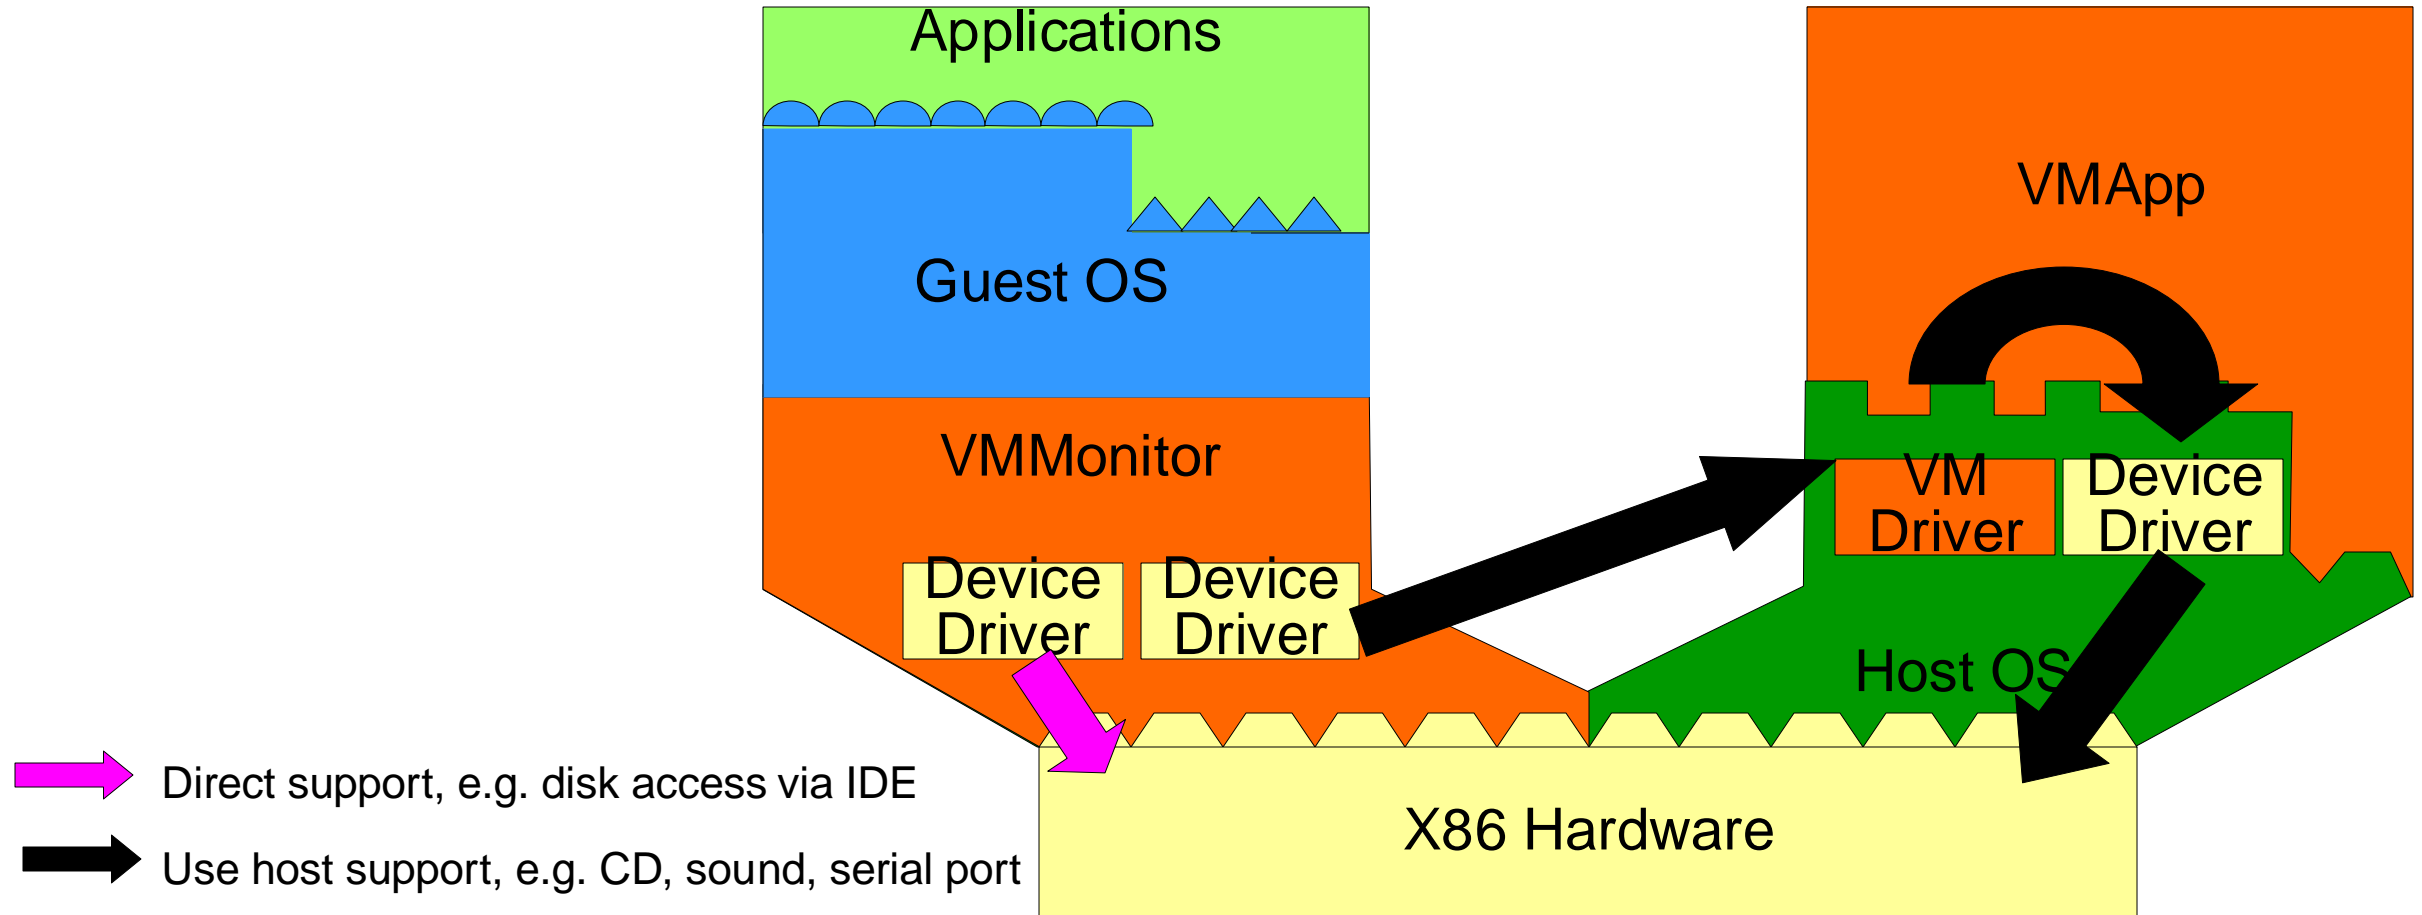 Applications
Guest OS
VMMonitor
Device
Driver
Device
Driver
VMApp
VM
Driver
Device
Driver
Host OS
X86 Hardware
Direct support, e.g. disk access via IDE
Use host support, e.g. CD, sound, serial port